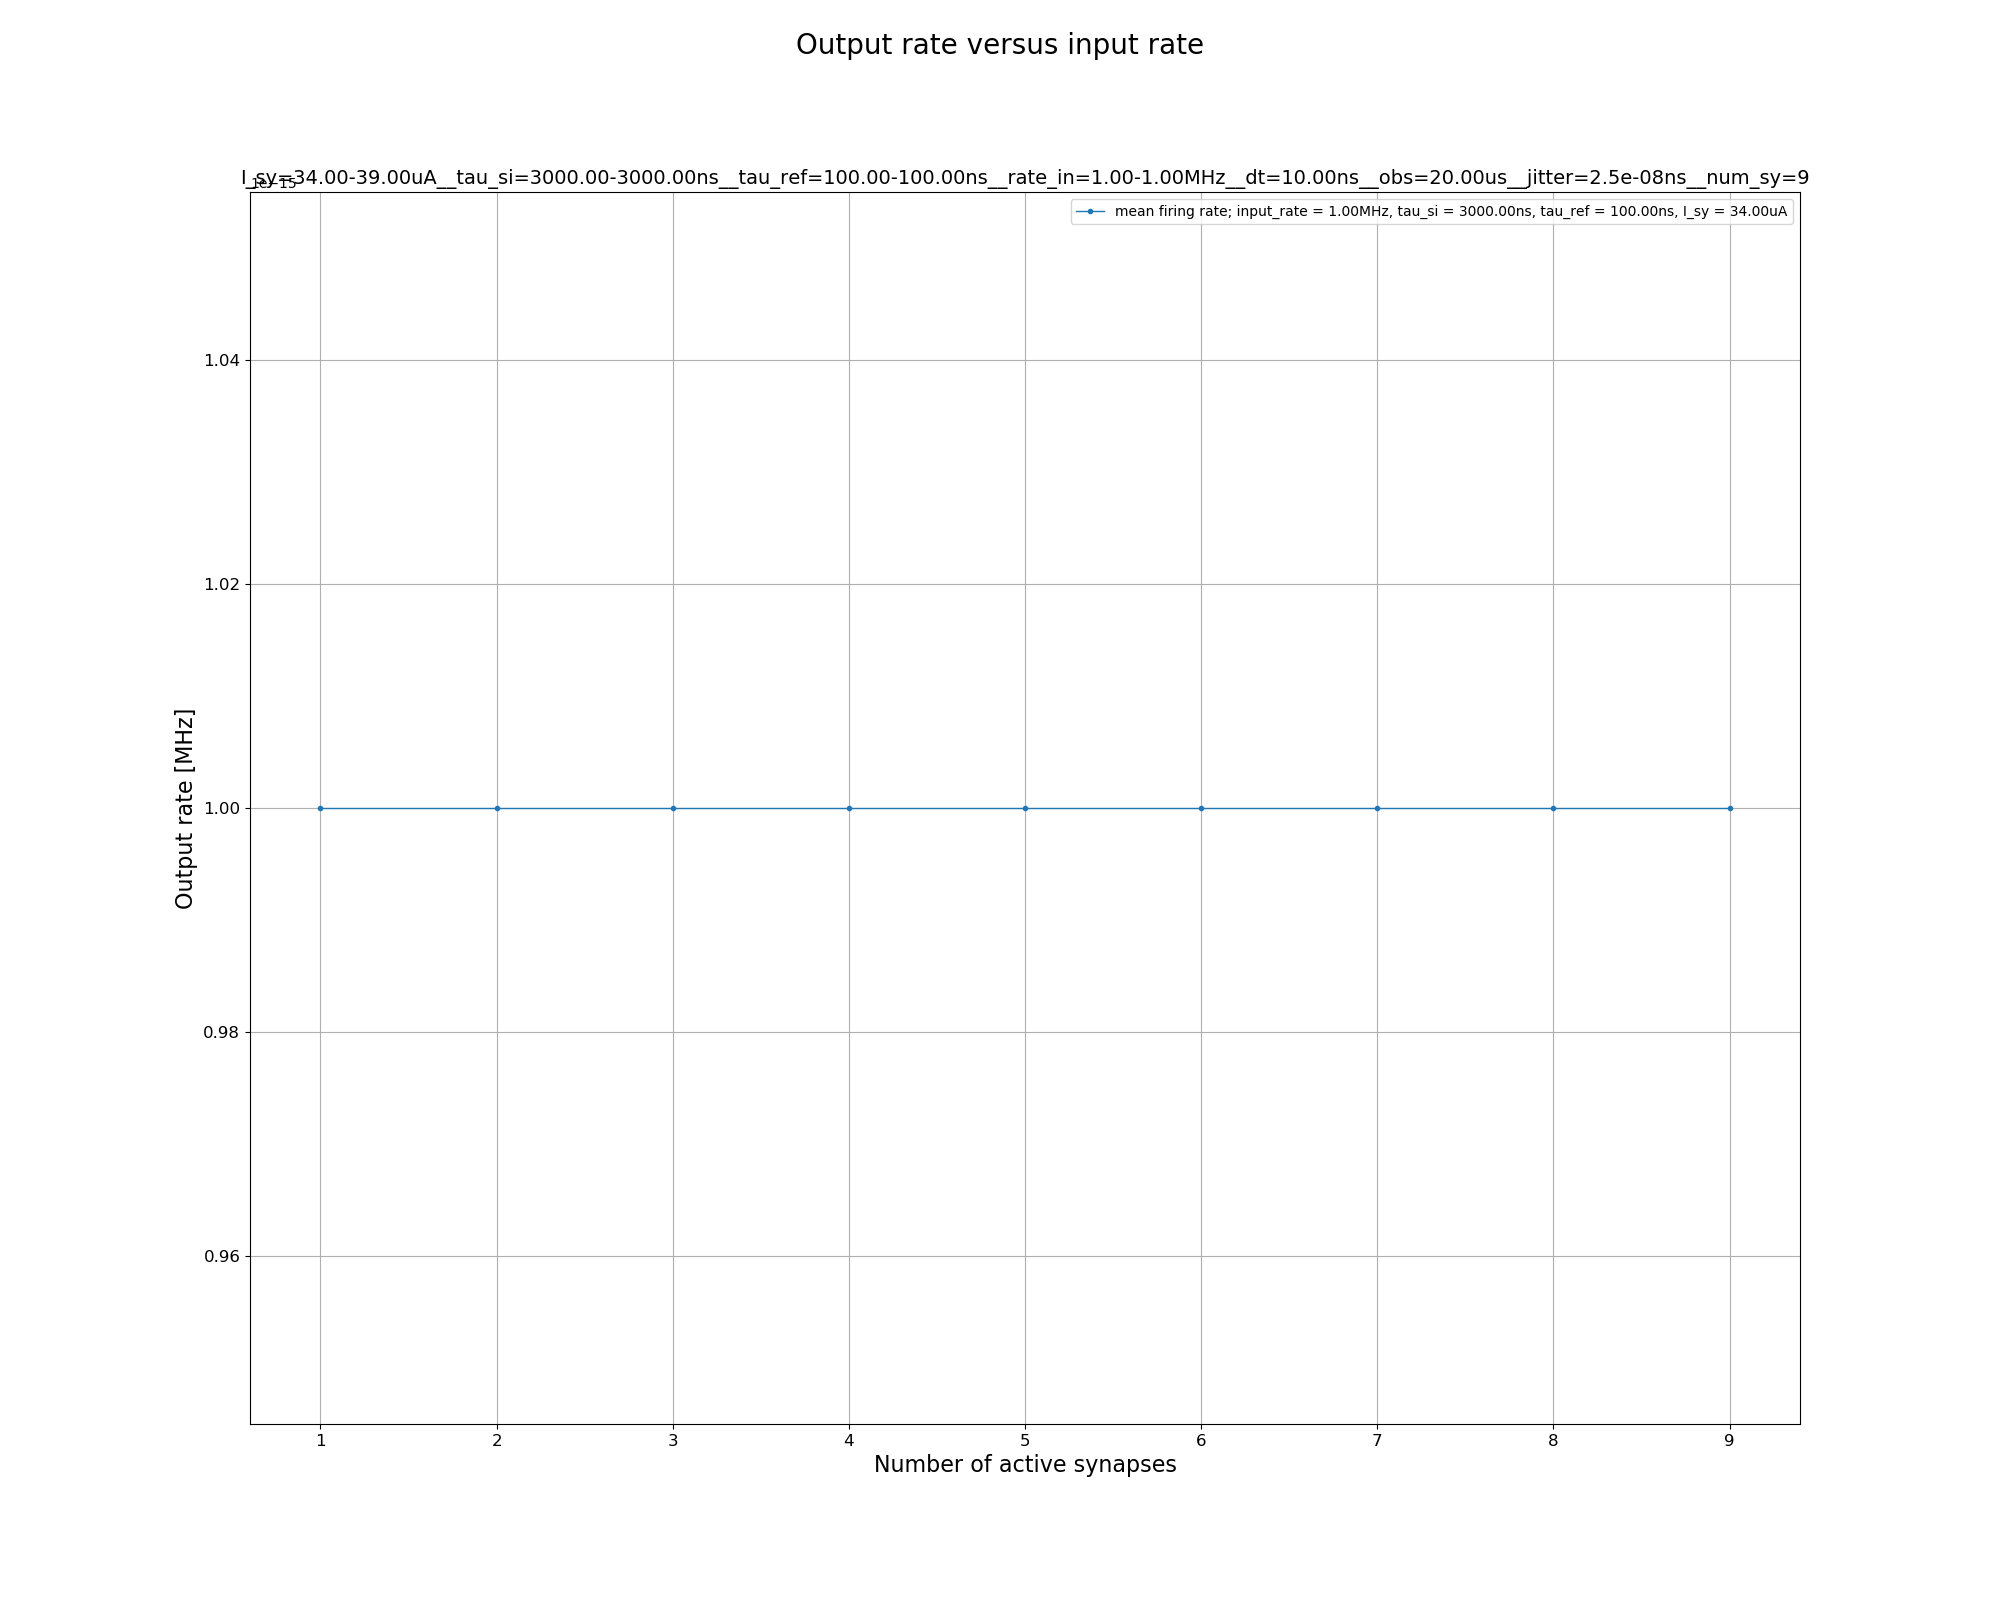 Output rate versus input rate
I_sy=34.00-39.00uA__tau_si=3000.00-3000.00ns__tau_ref=100.00-100.00ns__rate_in=1.00-1.00MHz__dt=10.00ns__obs=20.00us__jitter=2.5e-08ns__num_sy=9
1e−15
mean firing rate; input_rate = 1.00MHz, tau_si = 3000.00ns, tau_ref = 100.00ns, I_sy = 34.00uA
1.04
1.02
1.00
0.98
0.96
Output rate [MHz]
1 2 3 4 5 6 7 8 9
Number of active synapses